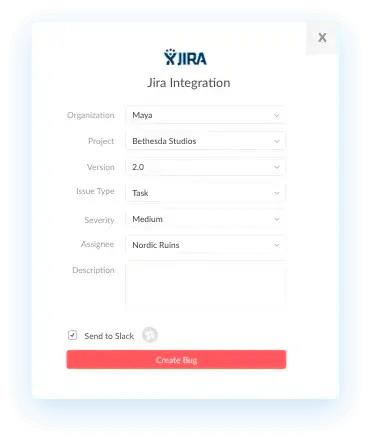 X
JIRA
Jira Integration
Organization Maya
Project Bethesda Studios
Version 2.0
Issue Type Task
Severity Medium
Assignee Nordic Ruins
Description
Send to Slack
Create Bug